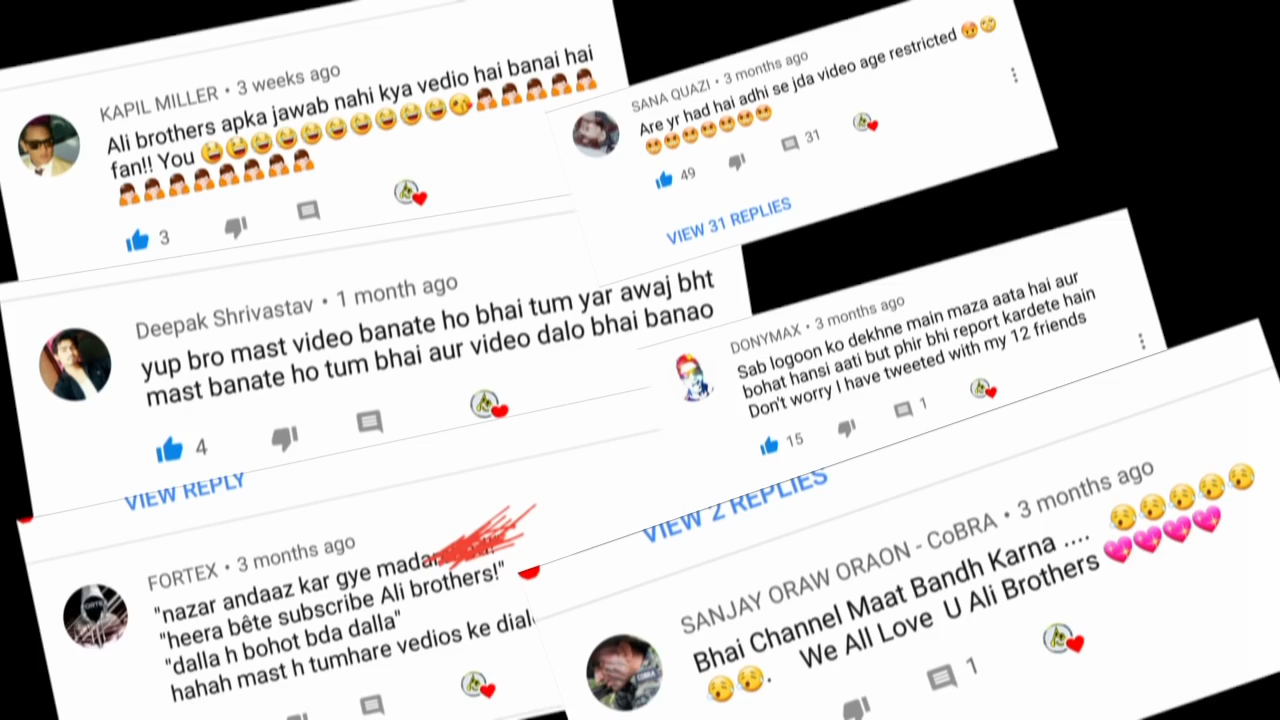 KAPIL MILLER • 3 weeks ago
Ali brothers apka jawab nahi kya vedio hai banai hai
fan!! You 😂😂😂😂😂😂😂😂😂😂😘🙇🙇🙇🙇🙇
🙇🙇🙇🙇🙇🙇🙇🙇
3
Deepak Shrivastav • 1 month ago
yup bro mast video banate ho bhai tum yar awaj bht
mast banate ho tum bhai aur video dalo bhai banao
4
VIEW REPLY
FORTEX • 3 months ago
"nazar andaaz kar gye madar
"heera bête subscribe Ali brothers!"
"dalla h bohot bda dalla"
hahah mast h tumhare vedios ke dial
SANA QUAZI • 3 months ago
Are yr had hai adhi se jda video age restricted 😡🧐
😬😬😬😬😬😬😬
49 31
VIEW 31 REPLIES
DONYMAX • 3 months ago
Sab logoon ko dekhne main maza aata hai aur
bohat hansi aati but phir bhi report kardete hain
Don't worry I have tweeted with my 12 friends
15 1
VIEW 2 REPLIES
SANJAY ORAW ORAON - CoBRA • 3 months ago
Bhai Channel Maat Bandh Karna .... 😥😥😥😥😥
😥😥. We All Love U Ali Brothers 💖💖💖💖
1